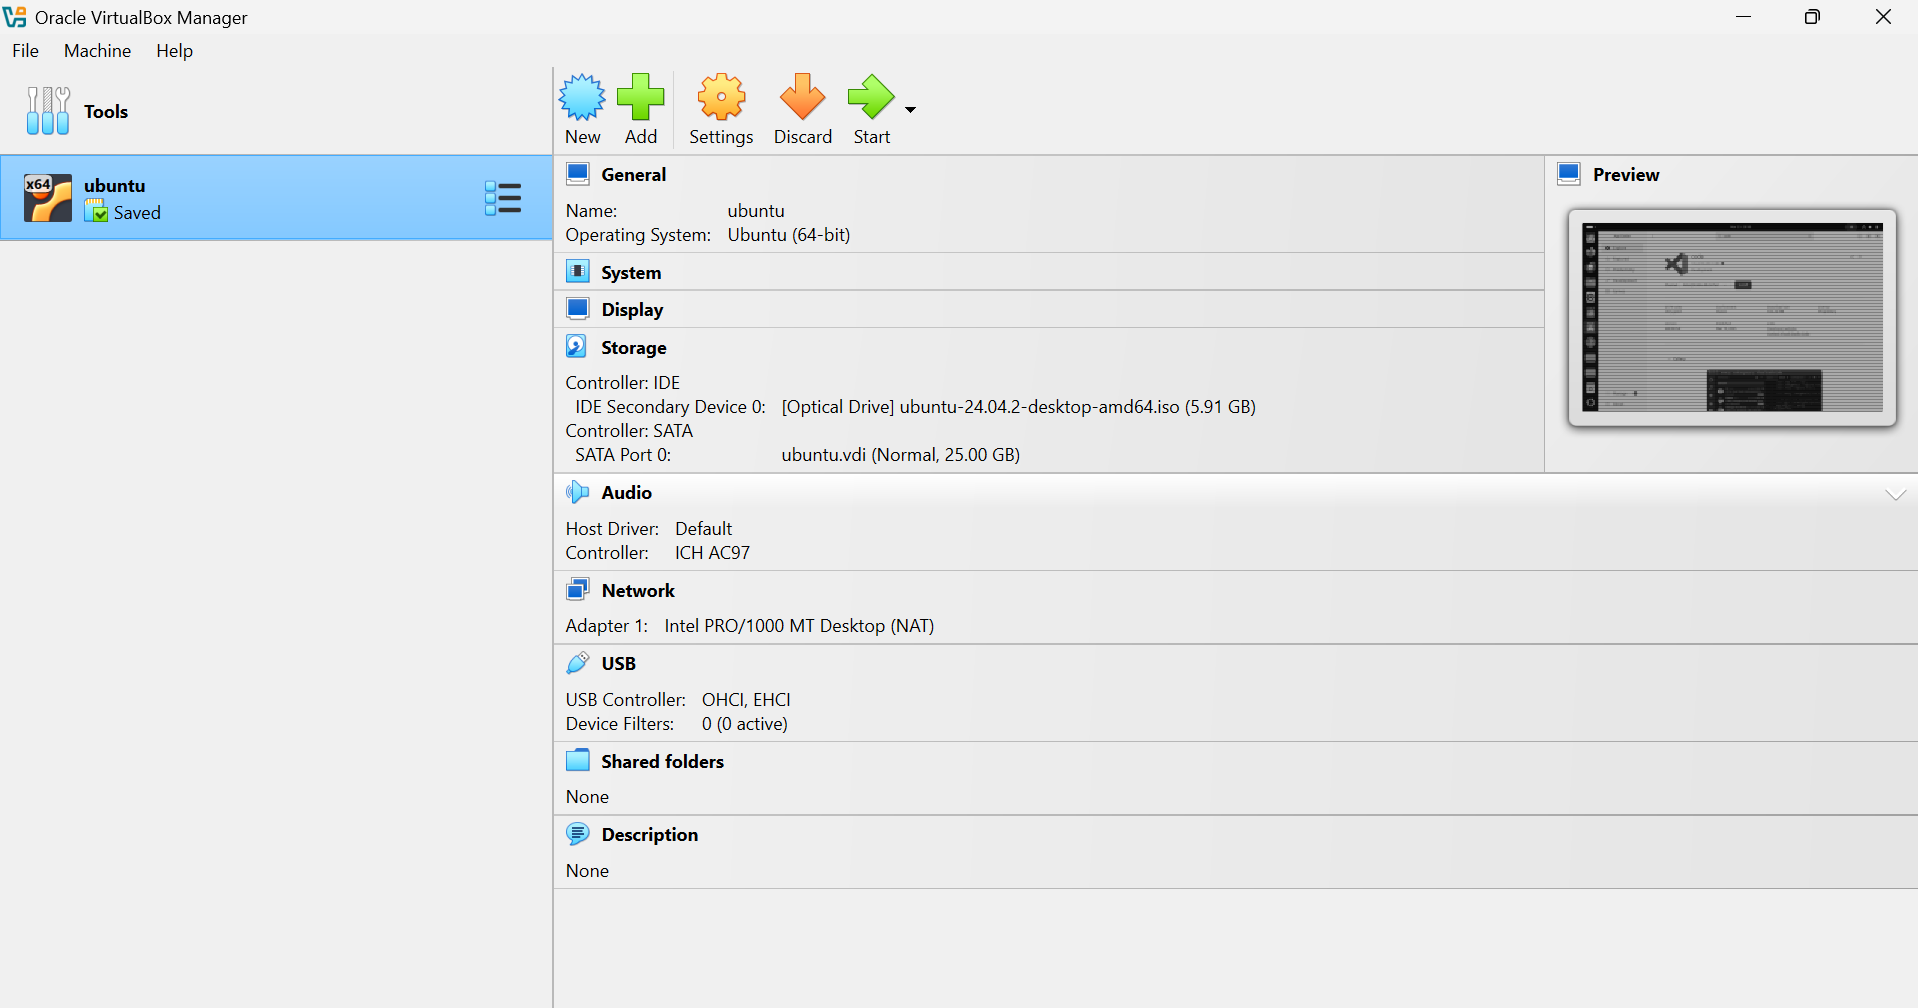 Oracle VirtualBox Manager
File Machine Help
Tools
New Add Settings Discard Start
x64
ubuntu
Saved
General
Name: ubuntu
Operating System: Ubuntu (64-bit)
System
Display
Storage
Controller: IDE
IDE Secondary Device 0: [Optical Drive] ubuntu-24.04.2-desktop-amd64.iso (5.91 GB)
Controller: SATA
SATA Port 0: ubuntu.vdi (Normal, 25.00 GB)
Preview
Audio
Host Driver: Default
Controller: ICH AC97
Network
Adapter 1: Intel PRO/1000 MT Desktop (NAT)
USB
USB Controller: OHCI, EHCI
Device Filters: 0 (0 active)
Shared folders
None
Description
None